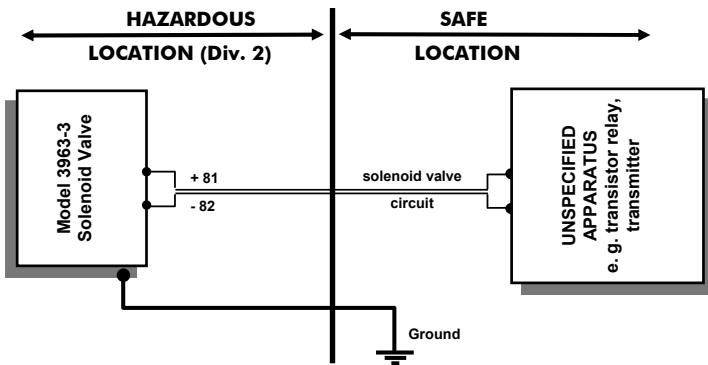 HAZARDOUS
LOCATION (Div. 2)
SAFE
LOCATION
Model 3963-3
Solenoid Valve
+ 81
- 82
solenoid valve
circuit
UNSPECIFIED
APPARATUS
e. g. transistor relay,
transmitter
Ground